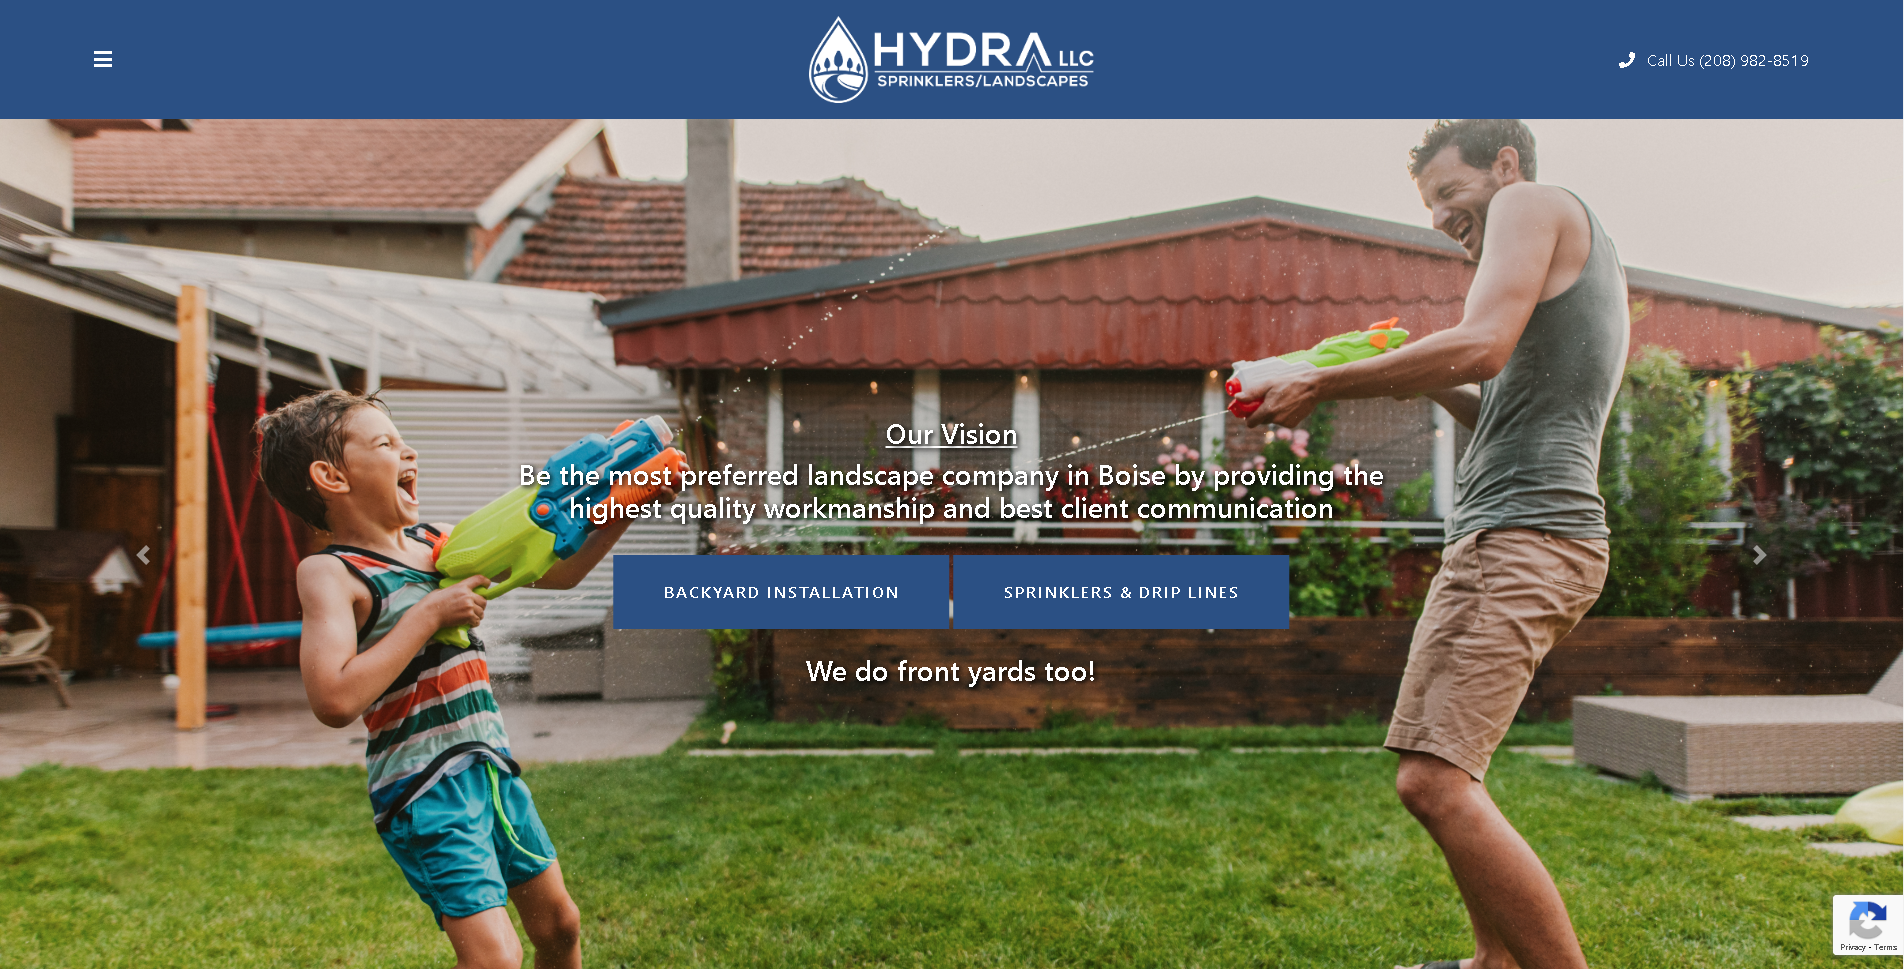 HYDRA LLC
SPRINKLERS/LANDSCAPES
Call Us (208) 982-8519
Our Vision
Be the most preferred landscape company in Boise by providing the
highest quality workmanship and best client communication
BACKYARD INSTALLATION
SPRINKLERS & DRIP LINES
We do front yards too!
Privacy - Terms